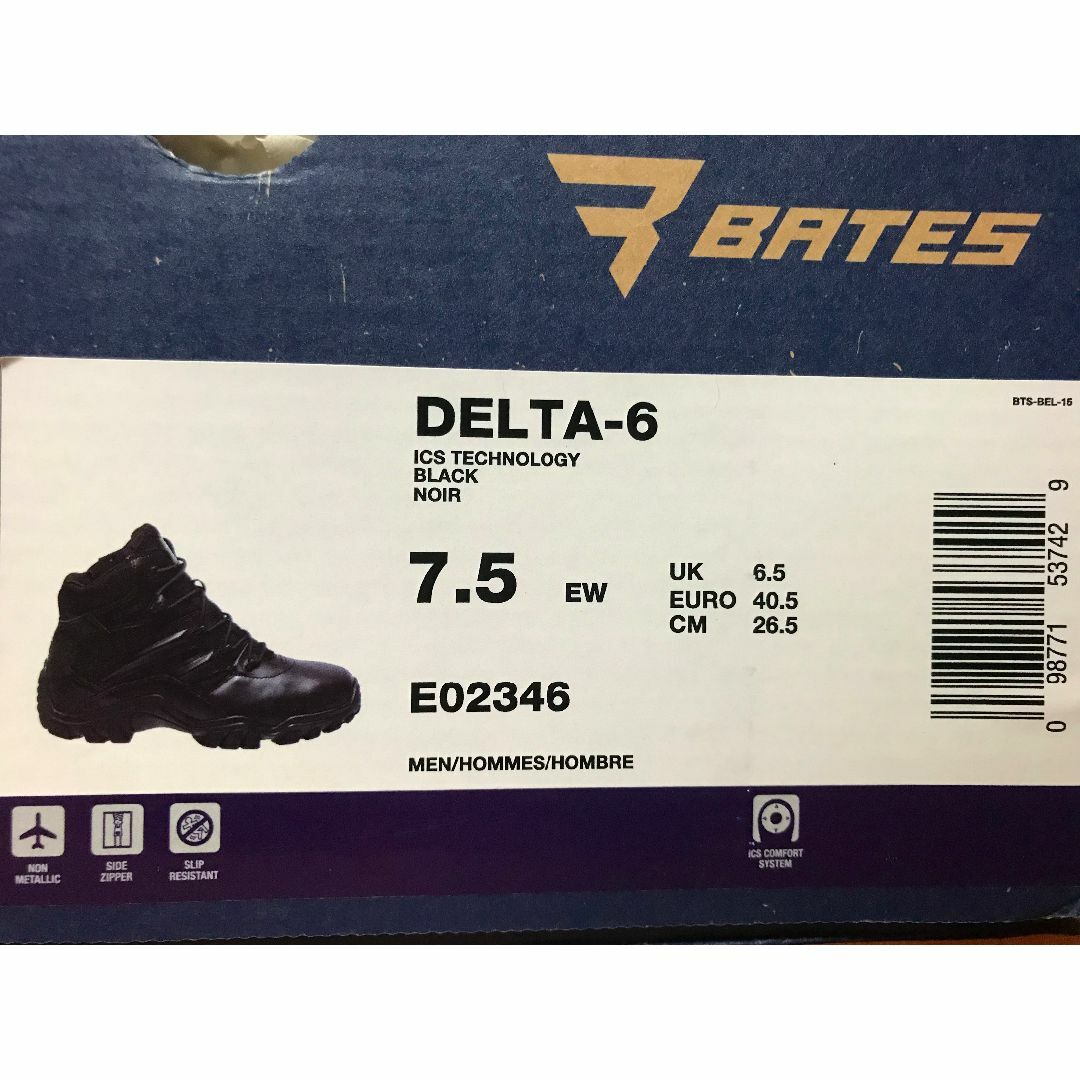 BATES
BTS-BEL-15
DELTA-6
ICS TECHNOLOGY
BLACK
NOIR
7.5 EW
UK 6.5
EURO 40.5
CM 26.5
E02346
MEN/HOMMES/HOMBRE
0 98771 53742 9
NON METALLIC
SIDE ZIPPER
SLIP RESISTANT
ICS COMFORT SYSTEM